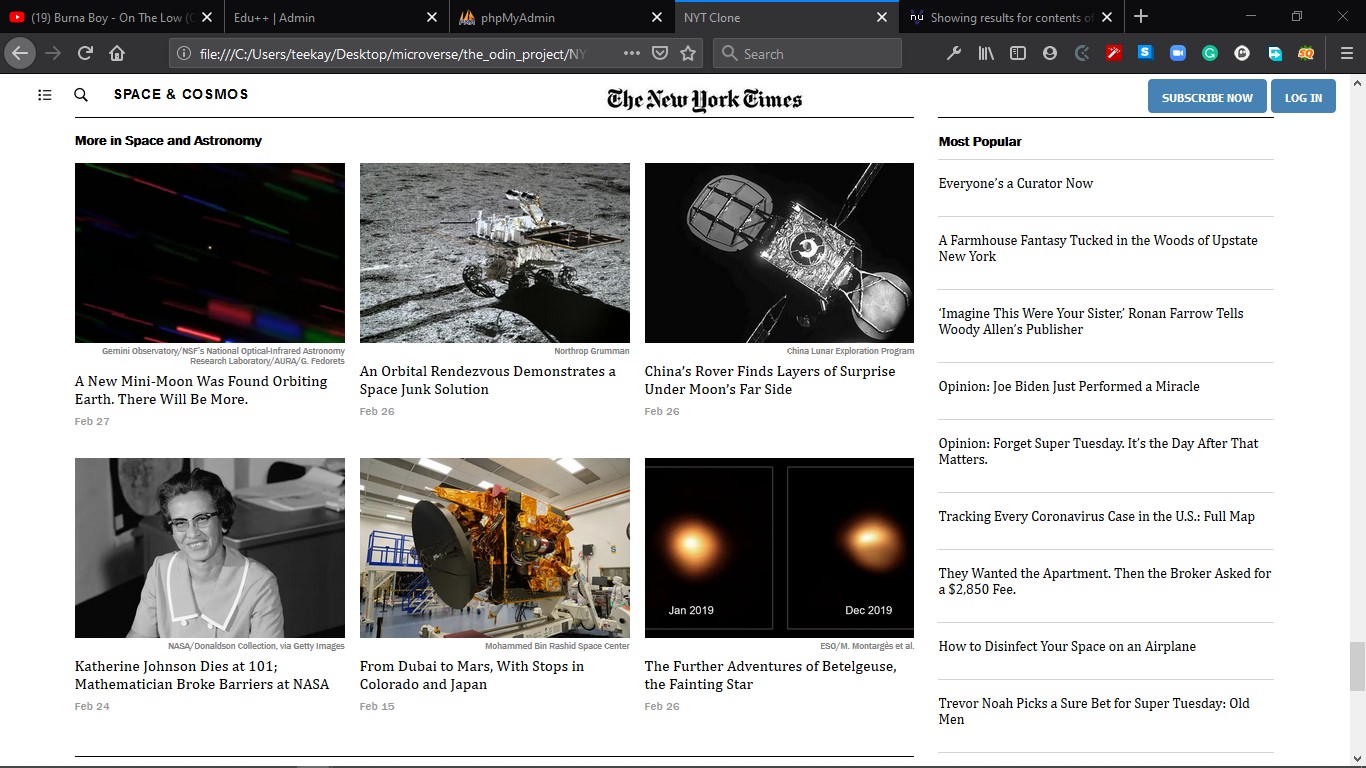 (19) Burna Boy - On The Low (
Edu++ | Admin
phpMyAdmin
NYT Clone
Showing results for contents of
file:///C:/Users/teekay/Desktop/microverse/the_odin_project/NY
Search
SPACE & COSMOS
The New York Times
SUBSCRIBE NOW
LOG IN
More in Space and Astronomy
Gemini Observatory/NSF's National Optical-Infrared Astronomy
Research Laboratory/AURA/G. Fedorets
A New Mini-Moon Was Found Orbiting
Earth. There Will Be More.
Feb 27
Northrop Grumman
An Orbital Rendezvous Demonstrates a
Space Junk Solution
Feb 26
China Lunar Exploration Program
China's Rover Finds Layers of Surprise
Under Moon's Far Side
Feb 26
NASA/Donaldson Collection, via Getty Images
Katherine Johnson Dies at 101;
Mathematician Broke Barriers at NASA
Feb 24
Mohammed Bin Rashid Space Center
From Dubai to Mars, With Stops in
Colorado and Japan
Feb 15
Jan 2019
Dec 2019
ESO/M. Montargès et al.
The Further Adventures of Betelgeuse,
the Fainting Star
Feb 26
Most Popular
Everyone's a Curator Now
A Farmhouse Fantasy Tucked in the Woods of Upstate
New York
‘Imagine This Were Your Sister,’ Ronan Farrow Tells
Woody Allen’s Publisher
Opinion: Joe Biden Just Performed a Miracle
Opinion: Forget Super Tuesday. It’s the Day After That
Matters.
Tracking Every Coronavirus Case in the U.S.: Full Map
They Wanted the Apartment. Then the Broker Asked for
a $2,850 Fee.
How to Disinfect Your Space on an Airplane
Trevor Noah Picks a Sure Bet for Super Tuesday: Old
Men